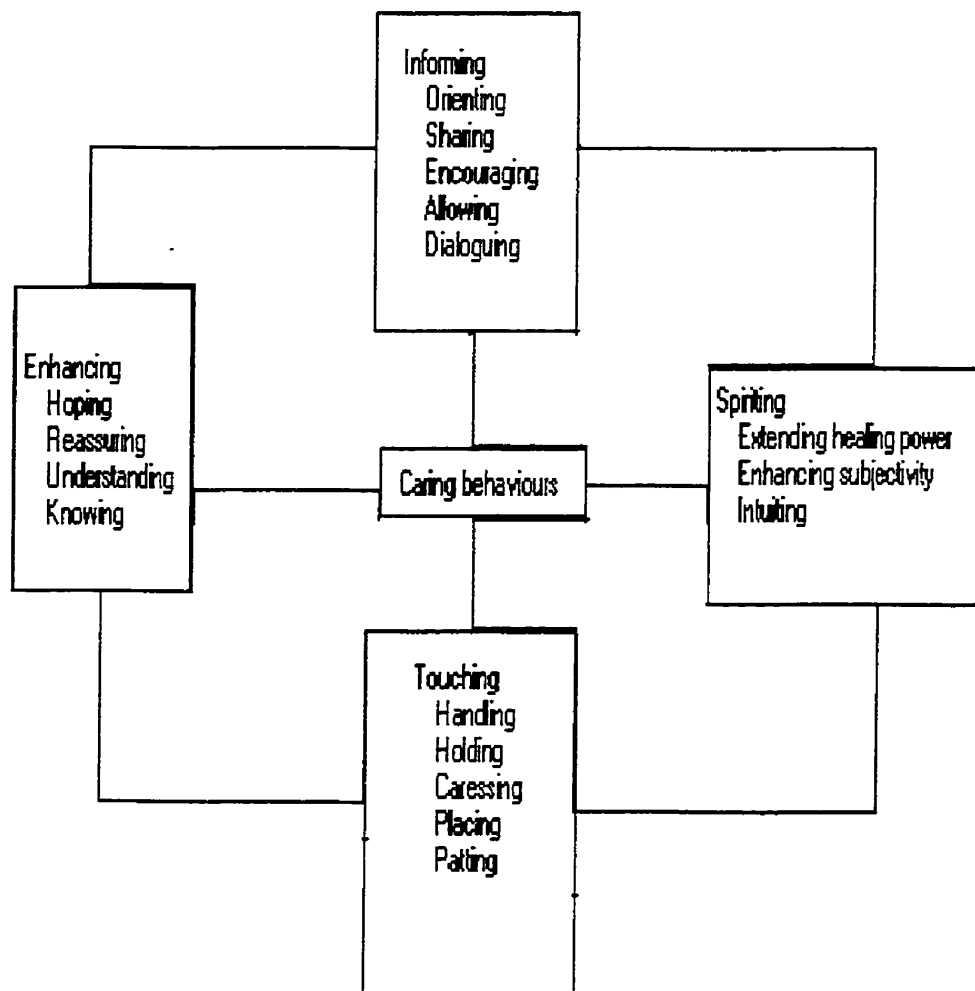 Informing
Orienting
Sharing
Encouraging
Allowing
Dialoguing
Enhancing
Hoping
Reassuring
Understanding
Knowing
Caring behaviours
Spiriting
Extending healing power
Enhancing subjectivity
Intuiting
Touching
Handling
Holding
Caressing
Placing
Patting